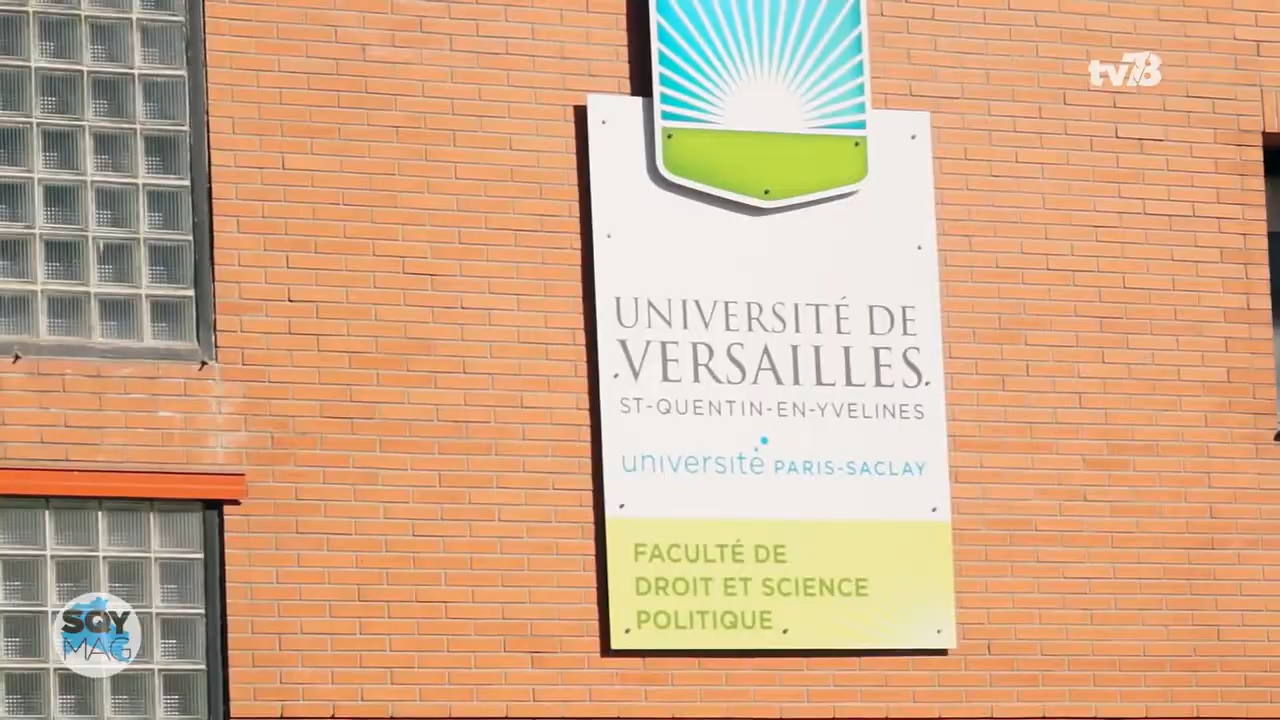 tv78
UNIVERSITÉ DE
VERSAILLES
ST-QUENTIN-EN-YVELINES
université PARIS-SACLAY
FACULTÉ DE
DROIT ET SCIENCE
POLITIQUE
SQY
MAG